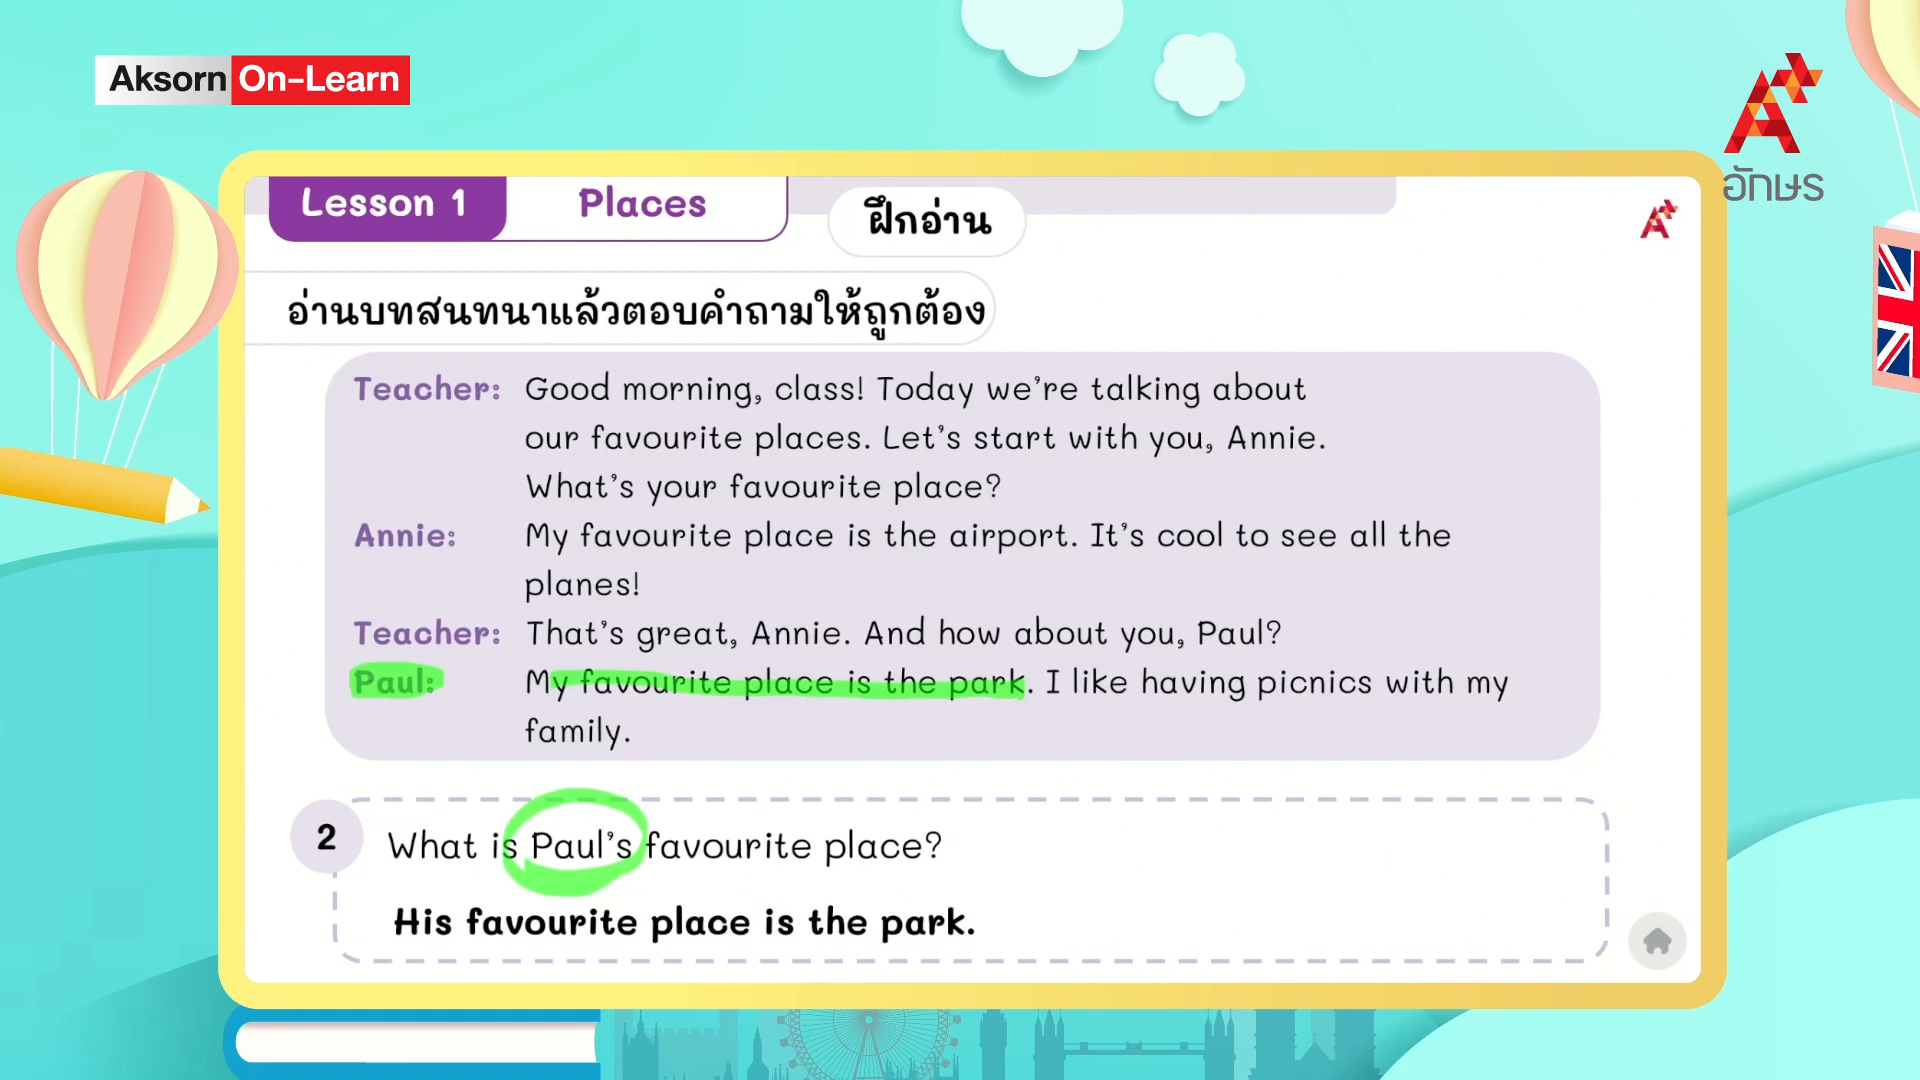 Aksorn On-Learn
อักษร
Lesson 1 Places ฝึกอ่าน
อ่านบทสนทนาแล้วตอบคำถามให้ถูกต้อง
Teacher: Good morning, class! Today we're talking about
our favourite places. Let's start with you, Annie.
What's your favourite place?
Annie: My favourite place is the airport. It's cool to see all the
planes!
Teacher: That's great, Annie. And how about you, Paul?
Paul: My favourite place is the park. I like having picnics with my
family.
2 What is Paul's favourite place?
His favourite place is the park.